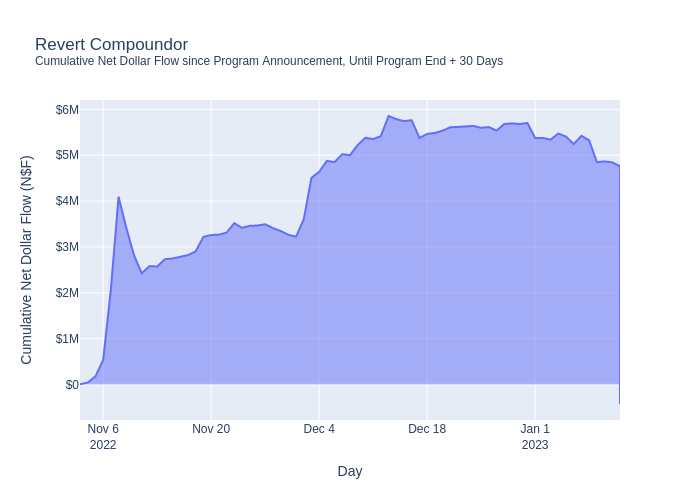 Revert Compoundor
Cumulative Net Dollar Flow since Program Announcement, Until Program End + 30 Days
Cumulative Net Dollar Flow (N$F)
$6M
$5M
$4M
$3M
$2M
$1M
$0
Nov 6 Nov 20 Dec 4 Dec 18 Jan 1
2022 2023
Day